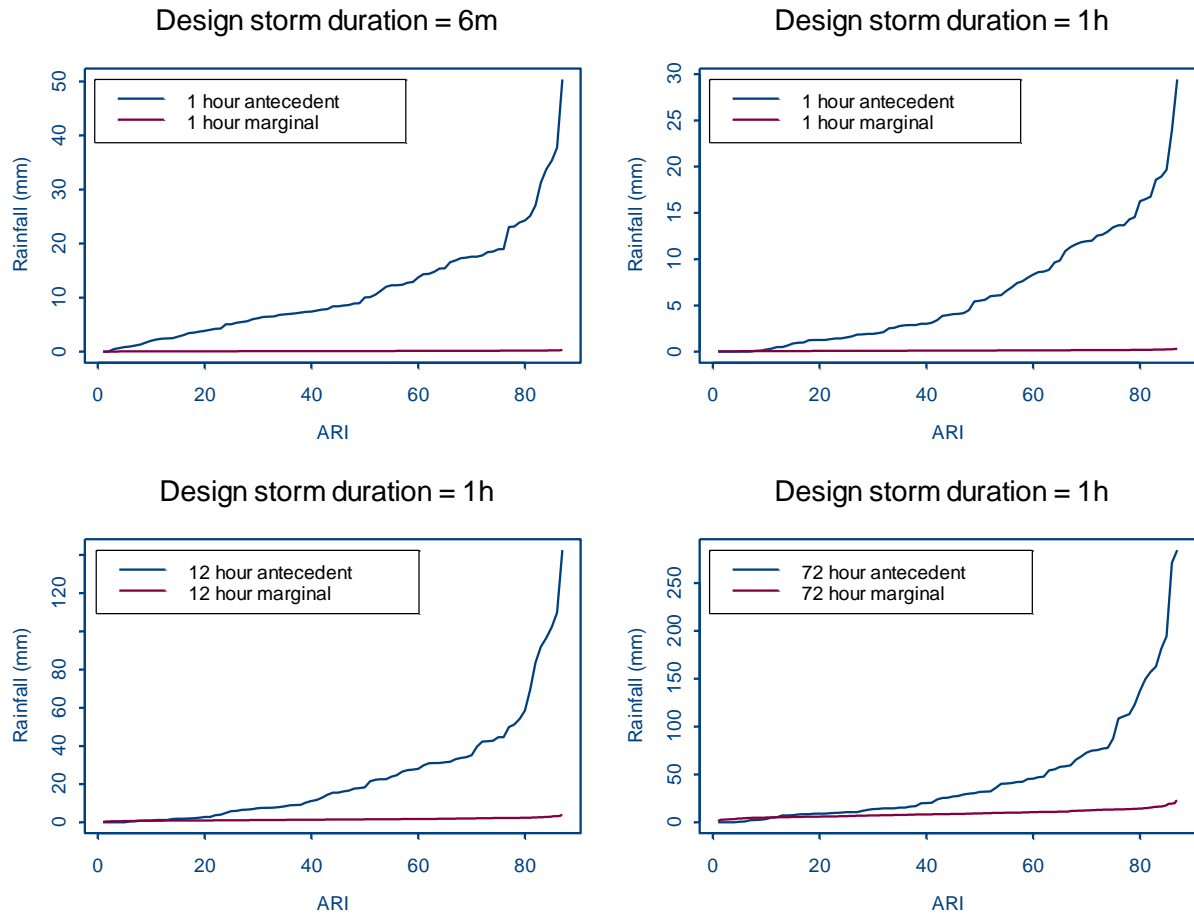 Design storm duration = 6m
50
40
30
20
10
0
Rainfall (mm)
1 hour antecedent
1 hour marginal
0 20 40 60 80
ARI
Design storm duration = 1h
30
25
20
15
10
5
0
Rainfall (mm)
1 hour antecedent
1 hour marginal
0 20 40 60 80
ARI
Design storm duration = 1h
120
80
60
40
20
0
Rainfall (mm)
12 hour antecedent
12 hour marginal
0 20 40 60 80
ARI
Design storm duration = 1h
250
200
150
100
50
0
Rainfall (mm)
72 hour antecedent
72 hour marginal
0 20 40 60 80
ARI